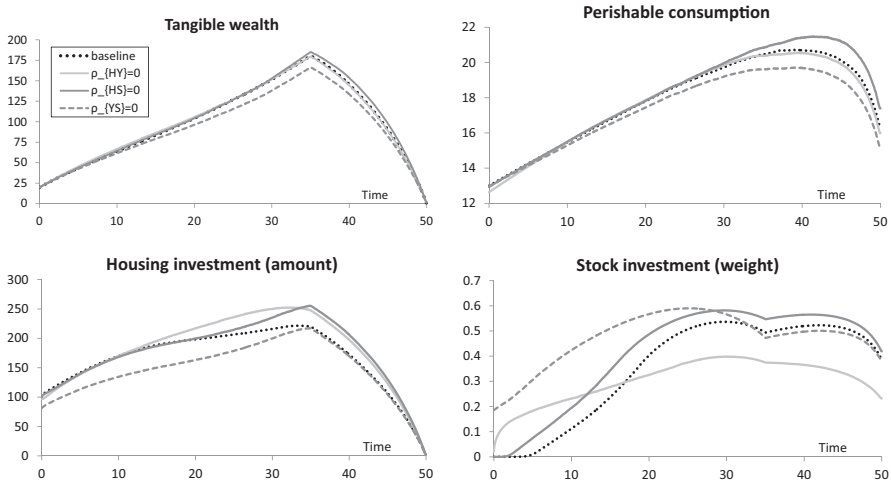 Tangible wealth
200
175
150
125
100
75
50
25
0
baseline
ρ_{HY}=0
ρ_{HS}=0
ρ_{YS}=0
Time
0 10 20 30 40 50
Perishable consumption
22
20
18
16
14
12
Time
0 10 20 30 40 50
Housing investment (amount)
300
250
200
150
100
50
0
Time
0 10 20 30 40 50
Stock investment (weight)
0.7
0.6
0.5
0.4
0.3
0.2
0.1
0
Time
0 10 20 30 40 50